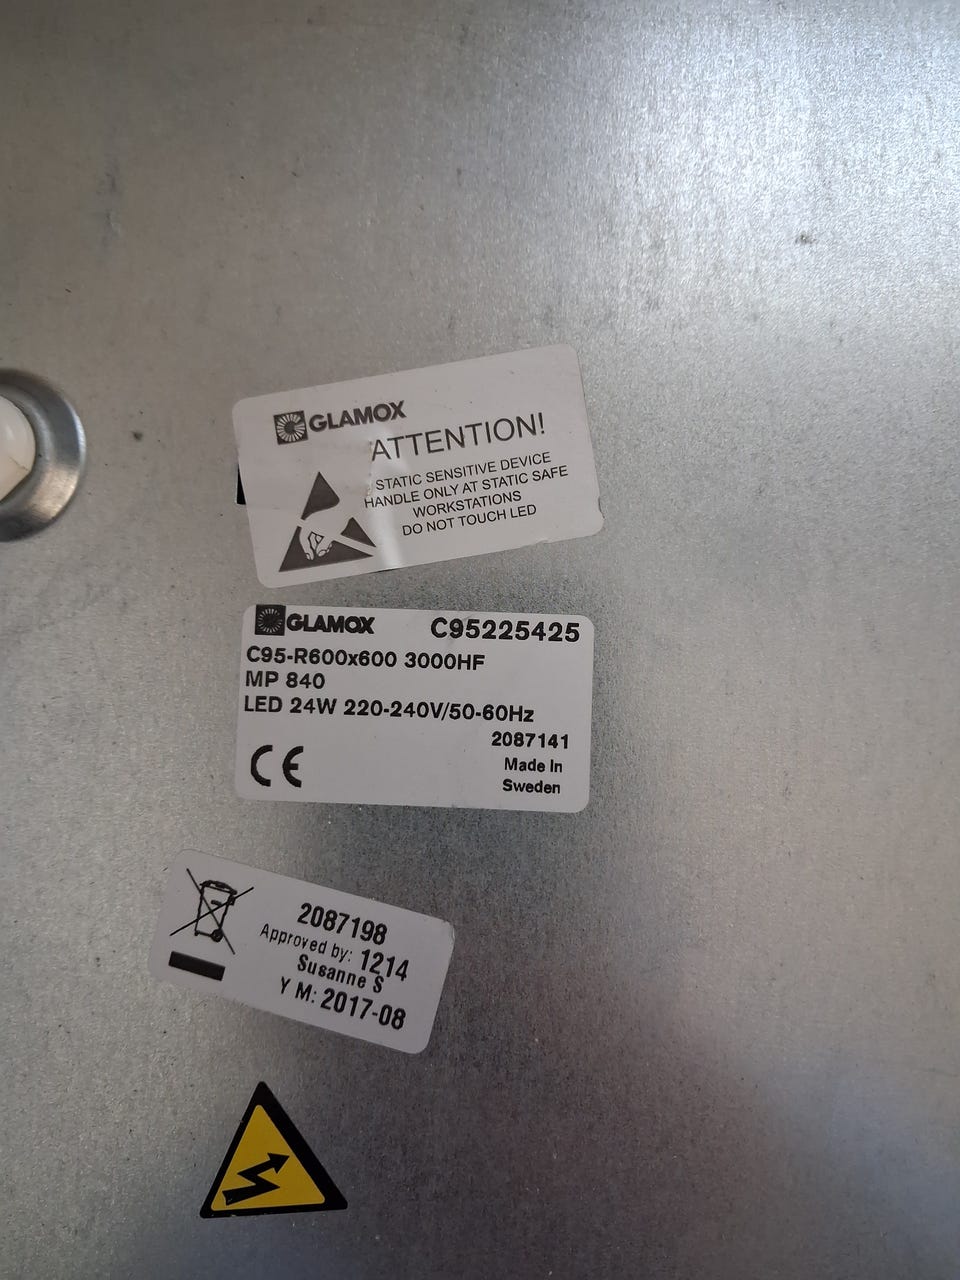 GLAMOX
ATTENTION!
STATIC SENSITIVE DEVICE
HANDLE ONLY AT STATIC SAFE
WORKSTATIONS
DO NOT TOUCH LED
GLAMOX C95225425
C95-R600x600 3000HF
MP 840
LED 24W 220-240V/50-60Hz
2087141
CE Made In
Sweden
2087198
Approved by: 1214
Susanne S
Y M: 2017-08